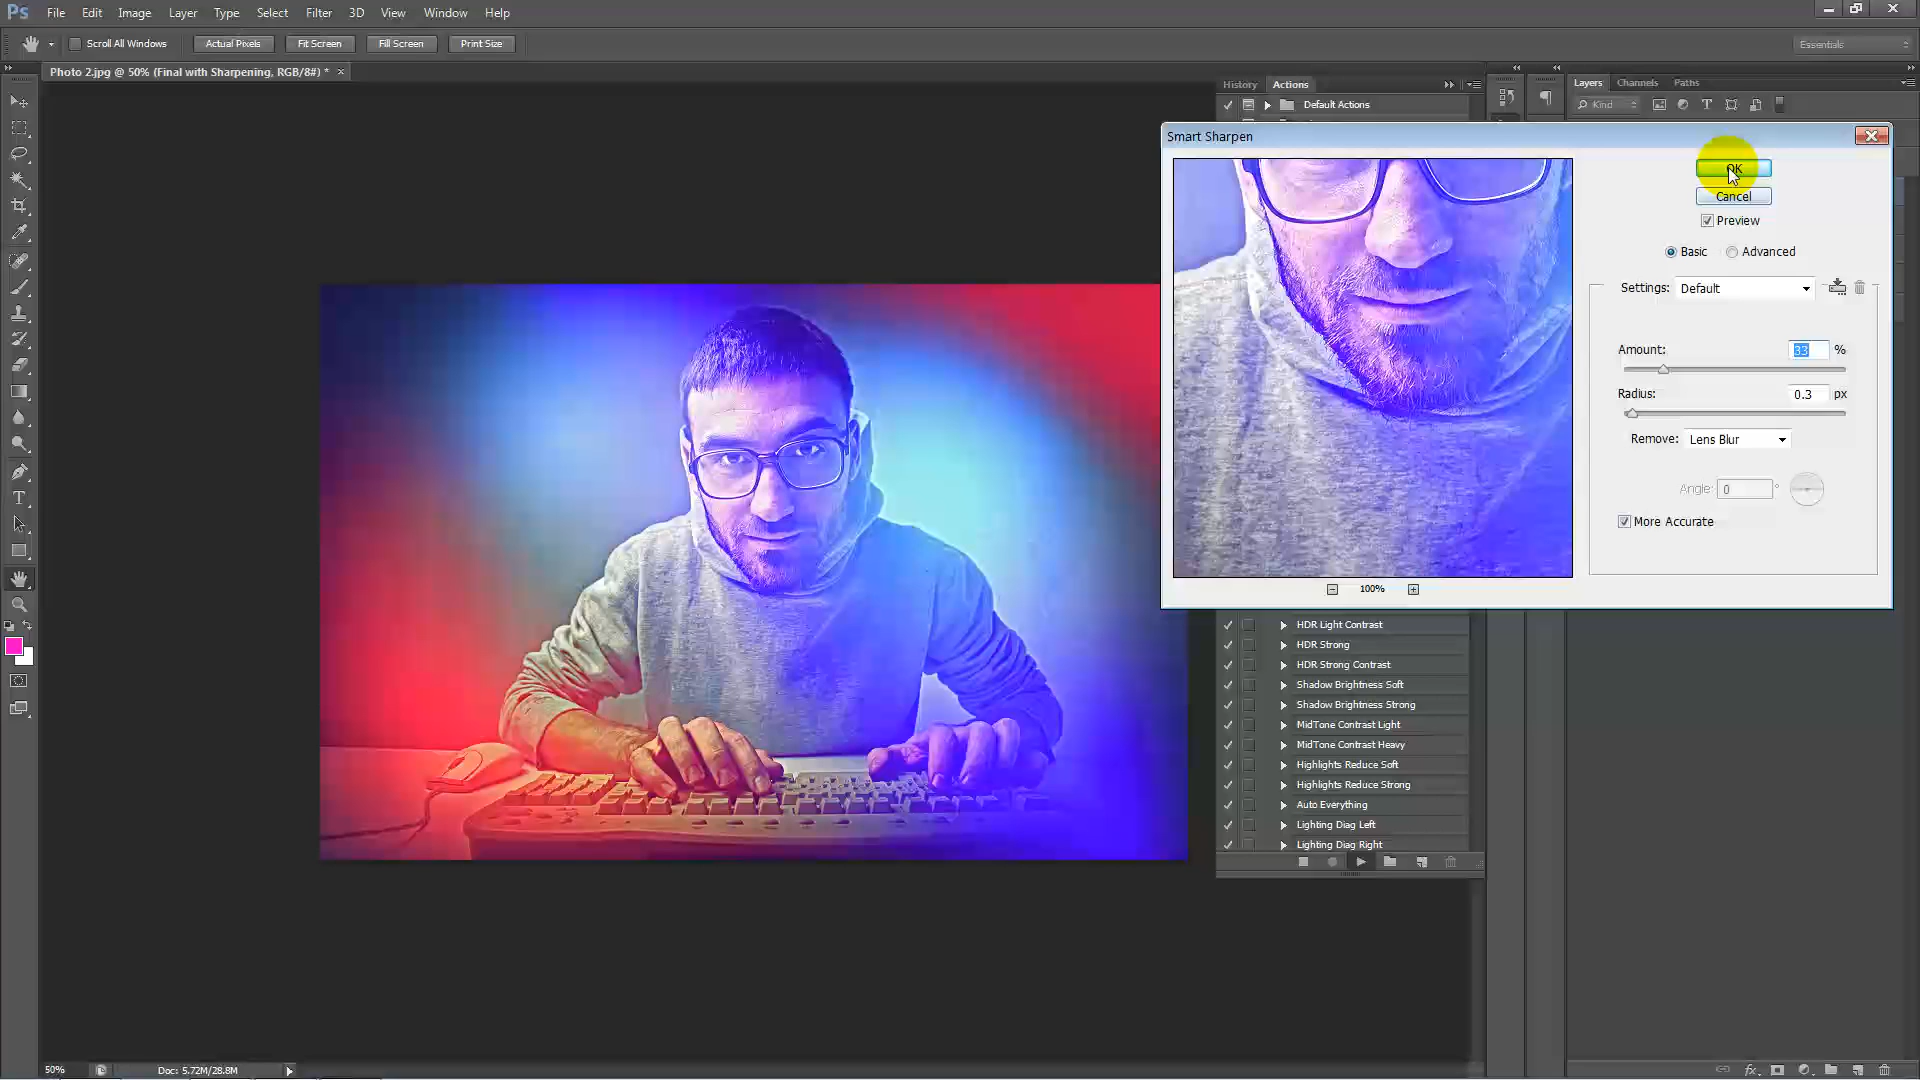 Ps File Edit Image Layer Type Select Filter 3D View Window Help
Scroll All Windows Actual Pixels Fit Screen Fill Screen Print Size Essentials
Photo 2.jpg @ 50% (Final with Sharpening, RGB/8#) * ×
History Actions
Layers Channels Paths
Default Actions
Kind
Smart Sharpen
OK
Cancel
Preview
Basic Advanced
Settings: Default
Amount: 33 %
Radius: 0.3 px
Remove: Lens Blur
Angle: 0 °
More Accurate
100%
HDR Light Contrast
HDR Strong
HDR Strong Contrast
Shadow Brightness Soft
Shadow Brightness Strong
MidTone Contrast Light
MidTone Contrast Heavy
Highlights Reduce Soft
Highlights Reduce Strong
Auto Everything
Lighting Diag Left
Lighting Diag Right
50% Doc: 5.72M/28.8M
fx